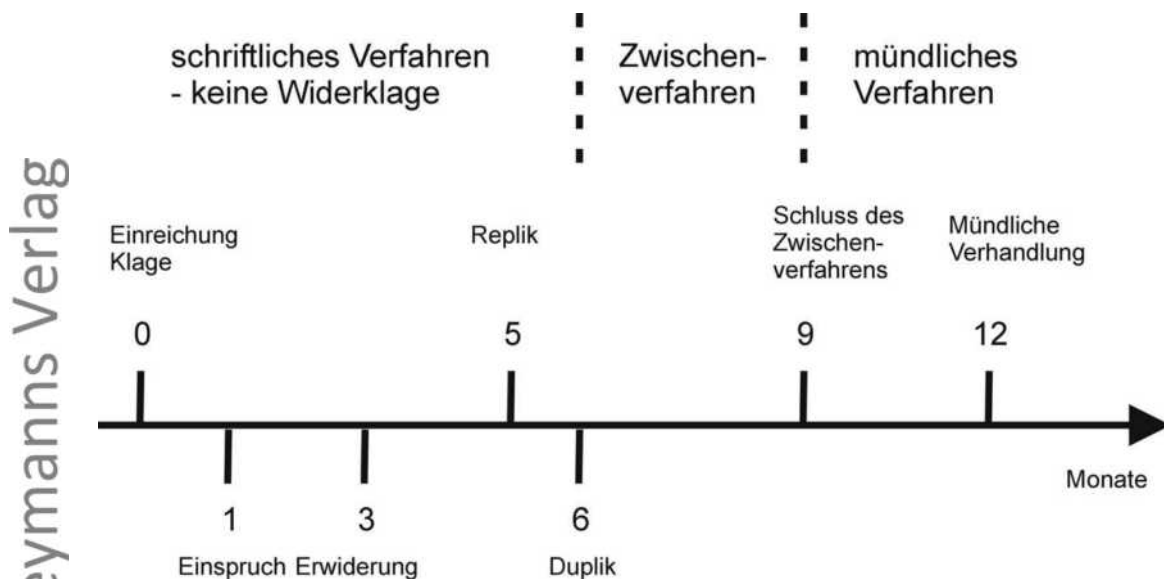 schriftliches Verfahren
- keine Widerklage
Zwischen-
verfahren
mündliches
Verfahren
Einreichung
Klage
Replik
Schluss des
Zwischen-
verfahrens
Mündliche
Verhandlung
0
5
9
12
Monate
1
3
6
Einspruch
Erwiderung
Duplik
eymanns Verlag